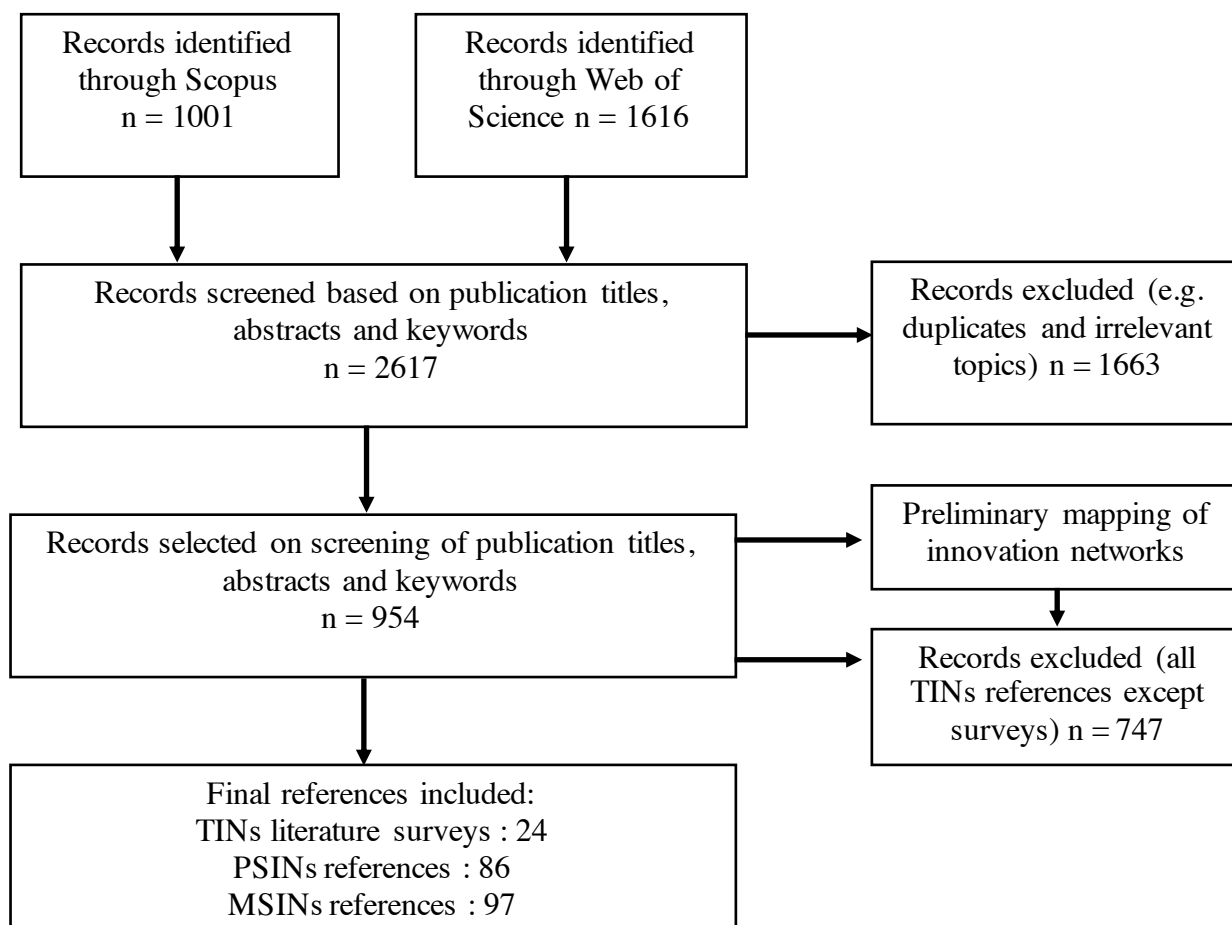 Records identified
through Scopus
n = 1001
Records identified
through Web of
Science n = 1616
Records screened based on publication titles,
abstracts and keywords
n = 2617
Records excluded (e.g.
duplicates and irrelevant
topics) n = 1663
Records selected on screening of publication titles,
abstracts and keywords
n = 954
Preliminary mapping of
innovation networks
Records excluded (all
TINs references except
surveys) n = 747
Final references included:
TINs literature surveys : 24
PSINs references : 86
MSINs references : 97